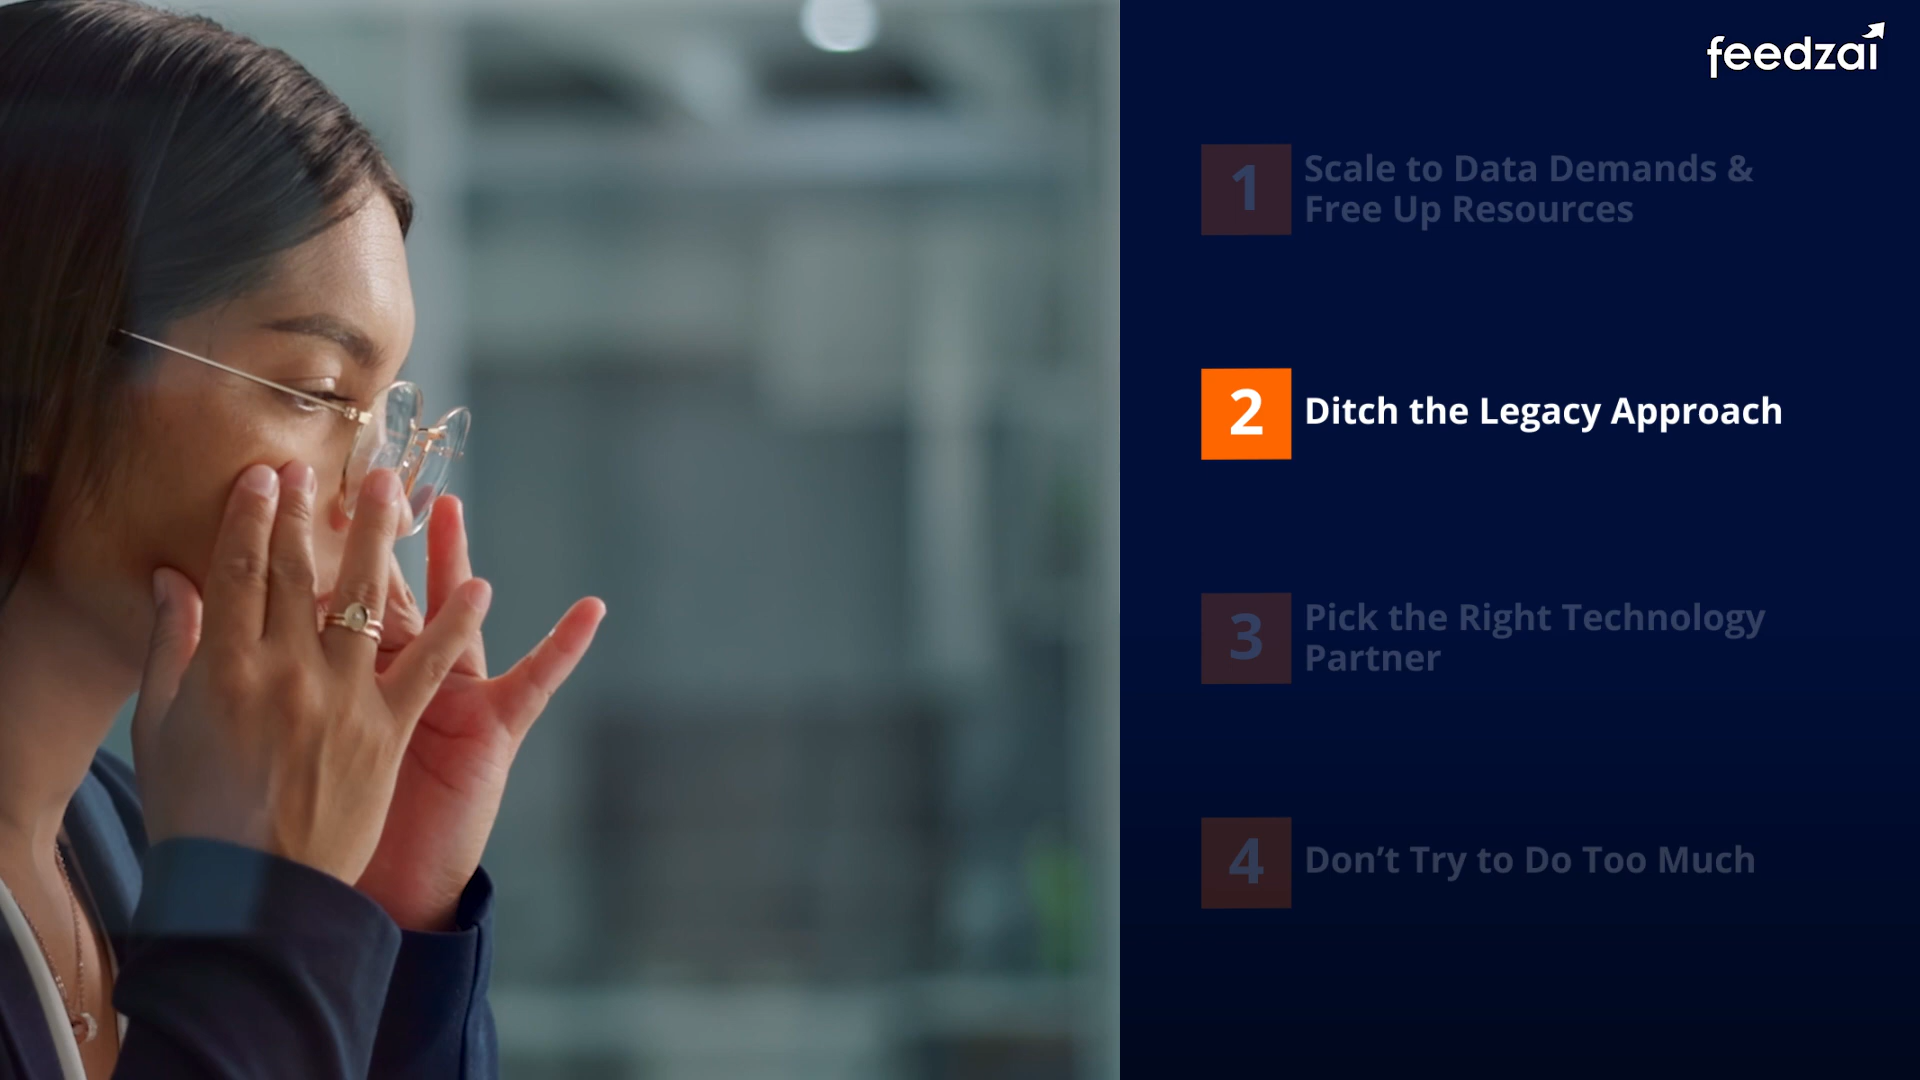 feedzai
1
Scale to Data Demands &
Free Up Resources
2
Ditch the Legacy Approach
3
Pick the Right Technology
Partner
4
Don’t Try to Do Too Much